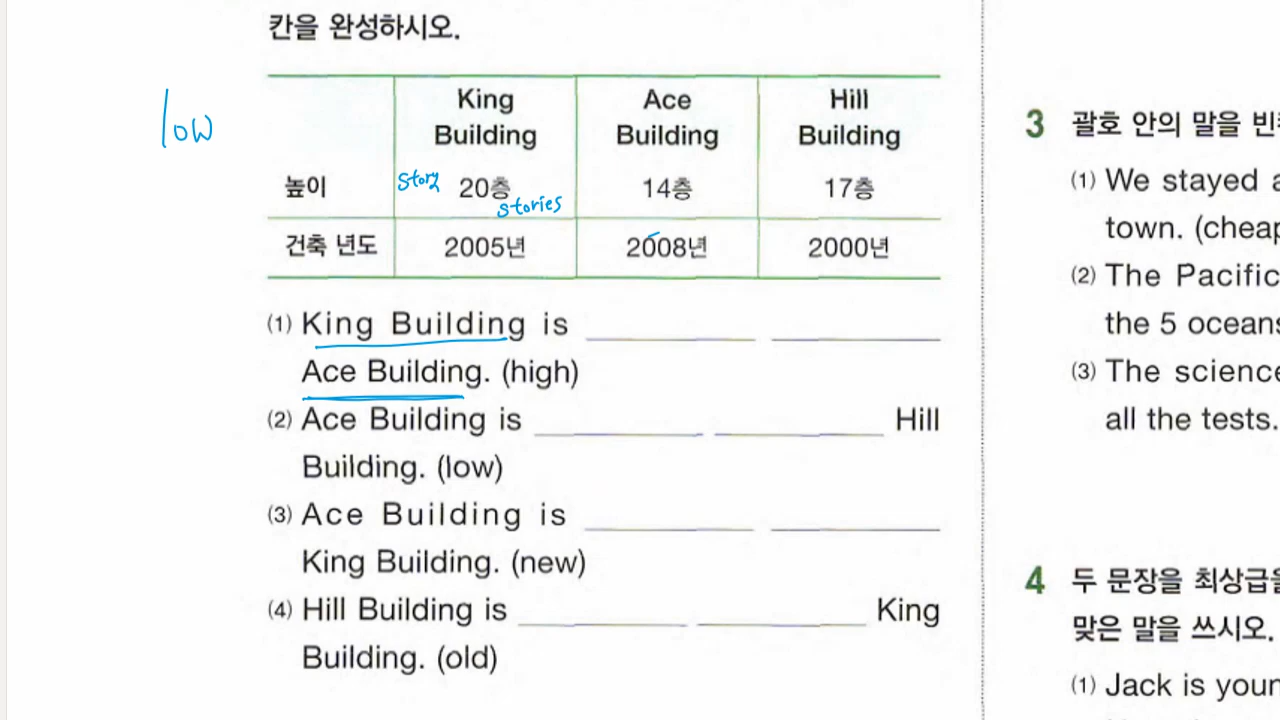 칸을 완성하시오.
low
King Building
Ace Building
Hill Building
높이 story 20층 stories 14층 17층
건축 년도 2005년 2008년 2000년
(1) King Building is
Ace Building. (high)
(2) Ace Building is Hill
Building. (low)
(3) Ace Building is
King Building. (new)
(4) Hill Building is King
Building. (old)
3 괄호 안의 말을
(1) We stayed
town. (cheap
(2) The Pacific
the 5 oceans
(3) The science
all the tests.
4 두 문장을 최상급을
맞은 말을 쓰시오.
(1) Jack is youn